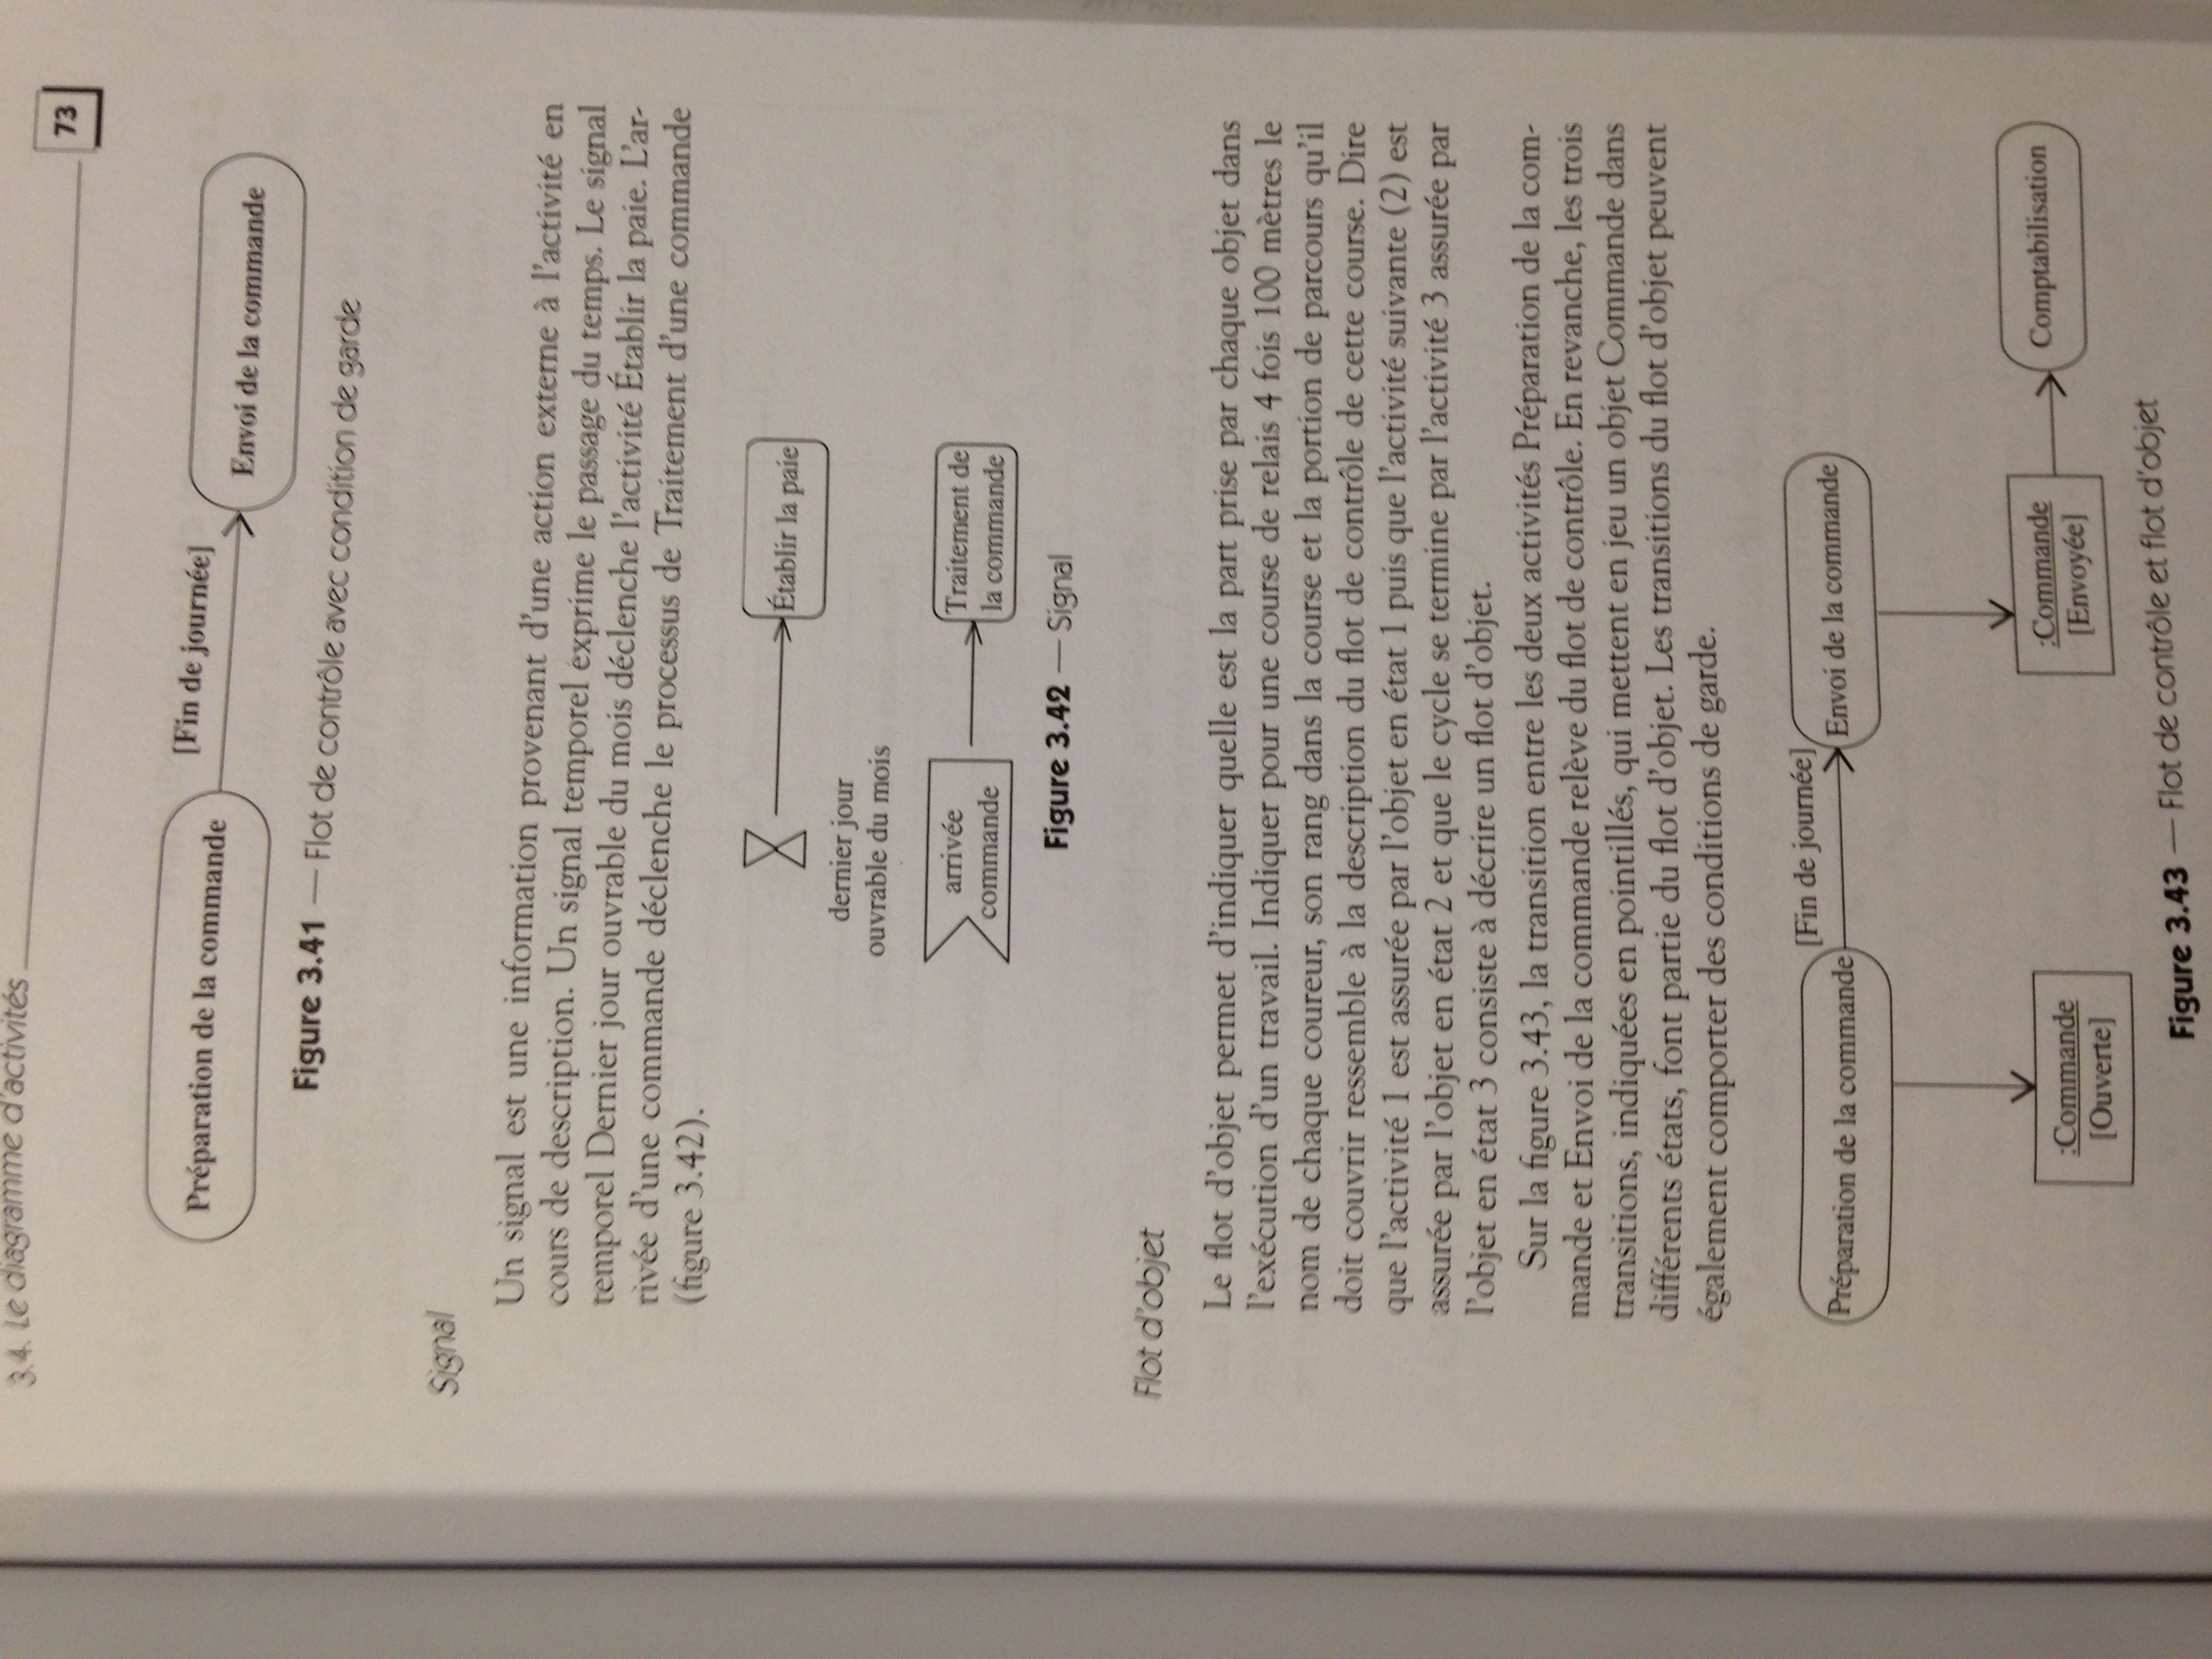 3.4. Le diagramme d'activités
73
[Fin de journée]
Préparation de la commande
Envoi de la commande
Figure 3.41 — Flot de contrôle avec condition de garde
Signal
Un signal est une information provenant d'une action externe à l'activité en
cours de description. Un signal temporel exprime le passage du temps. Le signal
temporel Dernier jour ouvrable du mois déclenche l'activité Établir la paie. L'ar-
rivée d'une commande déclenche le processus de Traitement d'une commande
(figure 3.42).
Établir la paie
dernier jour
ouvrable du mois
arrivée
commande
Traitement de
la commande
Figure 3.42 — Signal
Flot d'objet
Le flot d'objet permet d'indiquer quelle est la part prise par chaque objet dans
l'exécution d'un travail. Indiquer pour une course de relais 4 fois 100 mètres le
nom de chaque coureur, son rang dans la course et la portion de parcours qu'il
doit couvrir ressemble à la description du flot de contrôle de cette course. Dire
que l'activité 1 est assurée par l'objet en état 1 puis que l'activité suivante (2) est
assurée par l'objet en état 2 et que le cycle se termine par l'activité 3 assurée par
l'objet en état 3 consiste à décrire un flot d'objet.
Sur la figure 3.43, la transition entre les deux activités Préparation de la com-
mande et Envoi de la commande relève du flot de contrôle. En revanche, les trois
transitions, indiquées en pointillés, qui mettent en jeu un objet Commande dans
différents états, font partie du flot d'objet. Les transitions du flot d'objet peuvent
également comporter des conditions de garde.
[Fin de journée]
Préparation de la commande
Envoi de la commande
:Commande
[Ouverte]
:Commande
[Envoyée]
Comptabilisation
Figure 3.43 — Flot de contrôle et flot d'objet